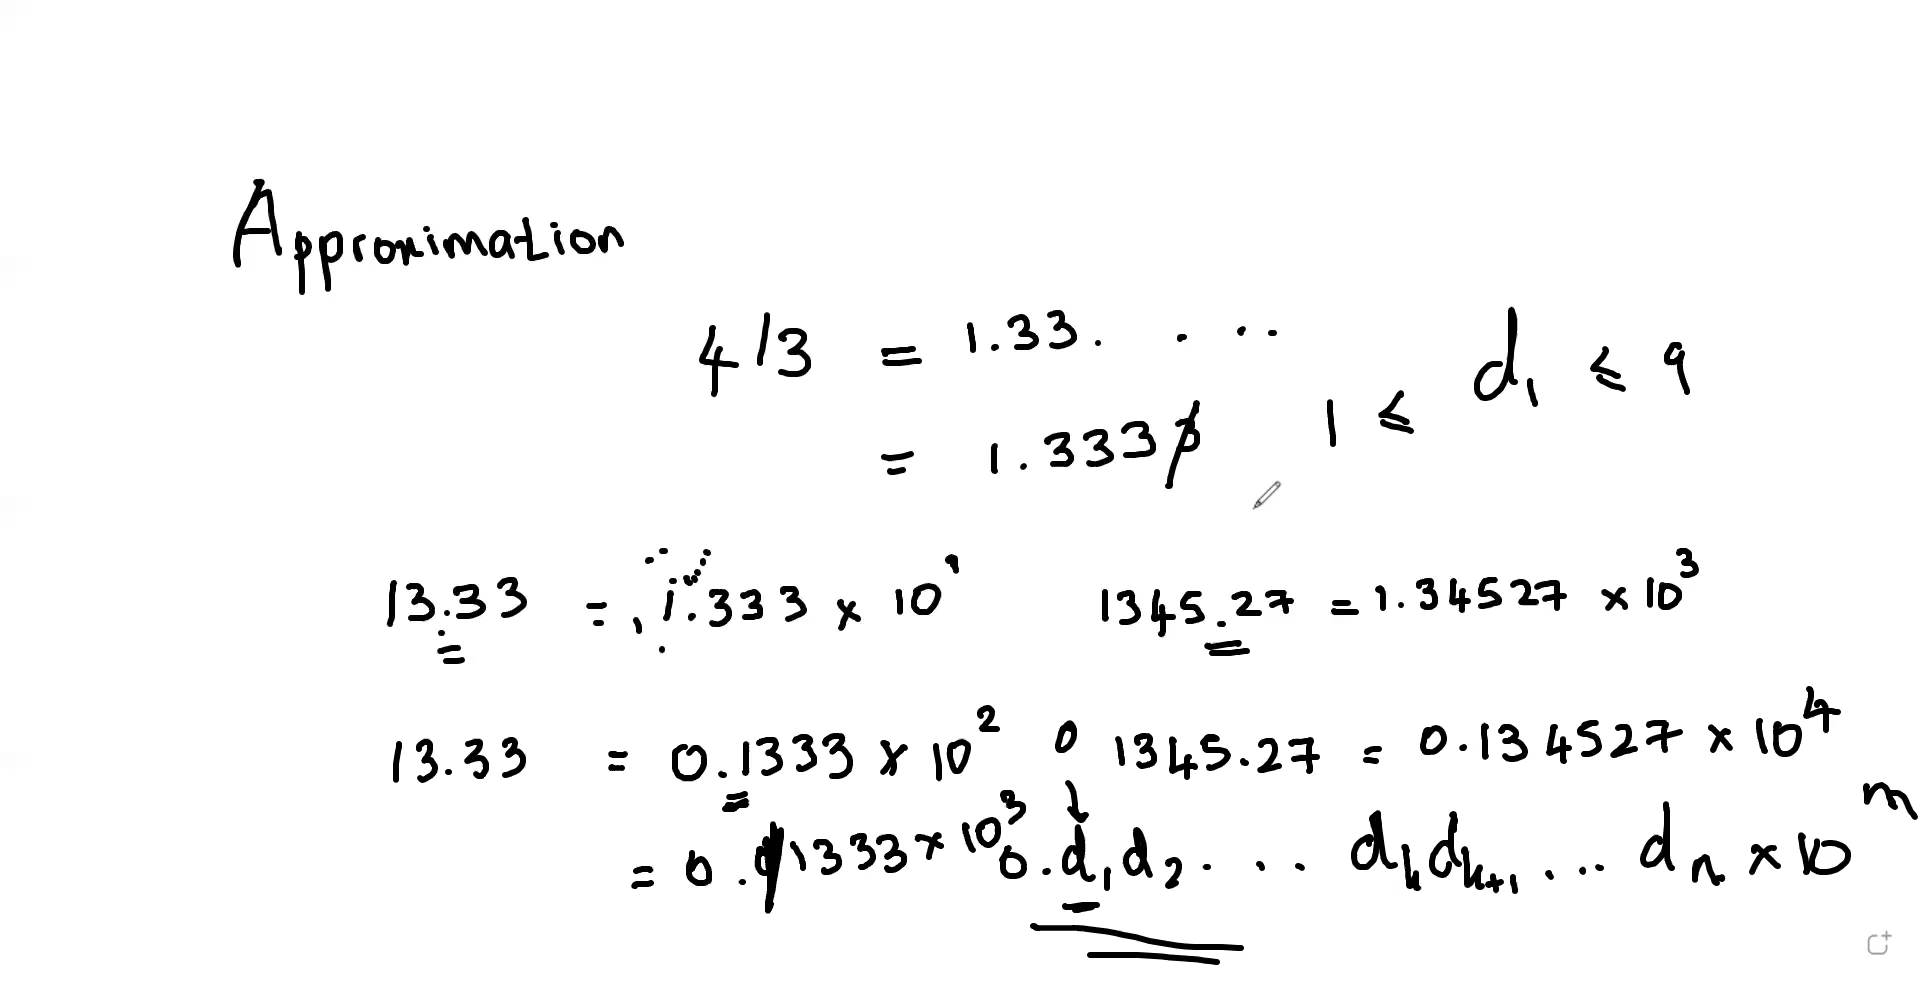 Approximation
4/3 = 1.33. . . .
1 ≤ d₁ ≤ 9
= 1.3333
13.33 = 1.333 × 10¹
1345.27 = 1.34527 × 10³
13.33 = 0.1333 × 10²
0
1345.27 = 0.134527 × 10⁴
= 0.01333 × 10³
0.d₁d₂. . . dₖdₖ₊₁ . . . dₙ × 10ᵐ